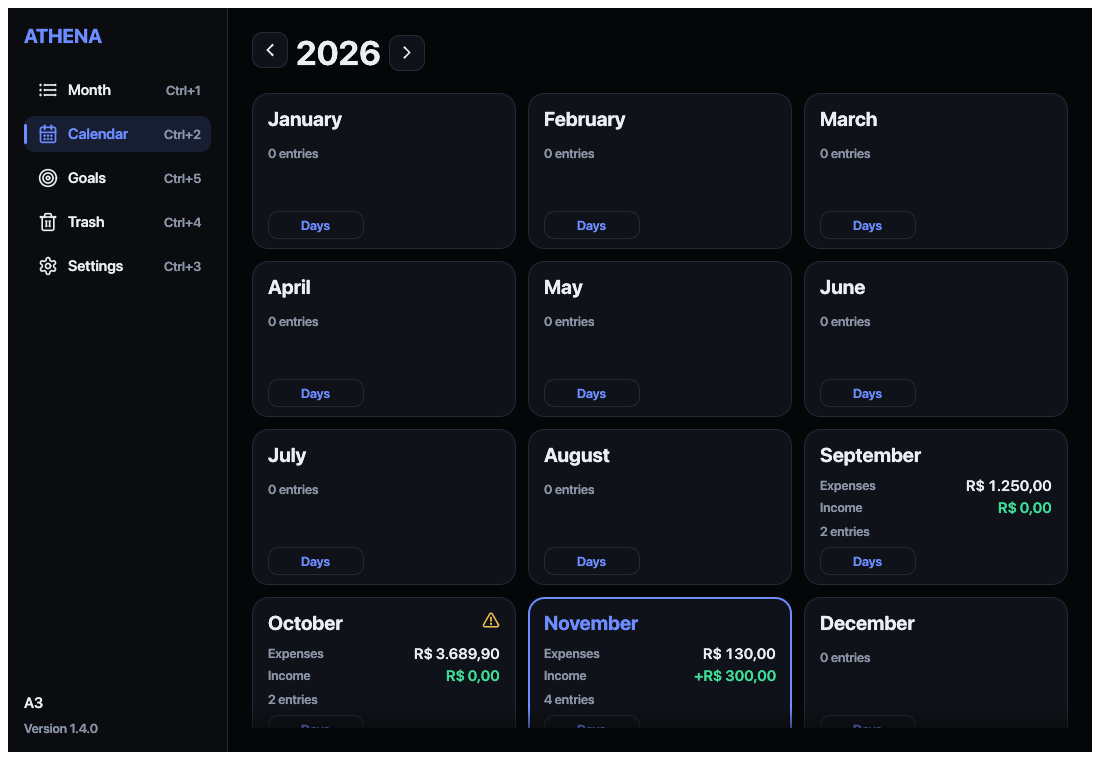 ATHENA
Month Ctrl+1
Calendar Ctrl+2
Goals Ctrl+5
Trash Ctrl+4
Settings Ctrl+3
A3
Version 1.4.0
2026
January
0 entries
Days
February
0 entries
Days
March
0 entries
Days
April
0 entries
Days
May
0 entries
Days
June
0 entries
Days
July
0 entries
Days
August
0 entries
Days
September
Expenses R$ 1.250,00
Income R$ 0,00
2 entries
Days
October
Expenses R$ 3.689,90
Income R$ 0,00
2 entries
Days
November
Expenses R$ 130,00
Income +R$ 300,00
4 entries
Days
December
0 entries
Days